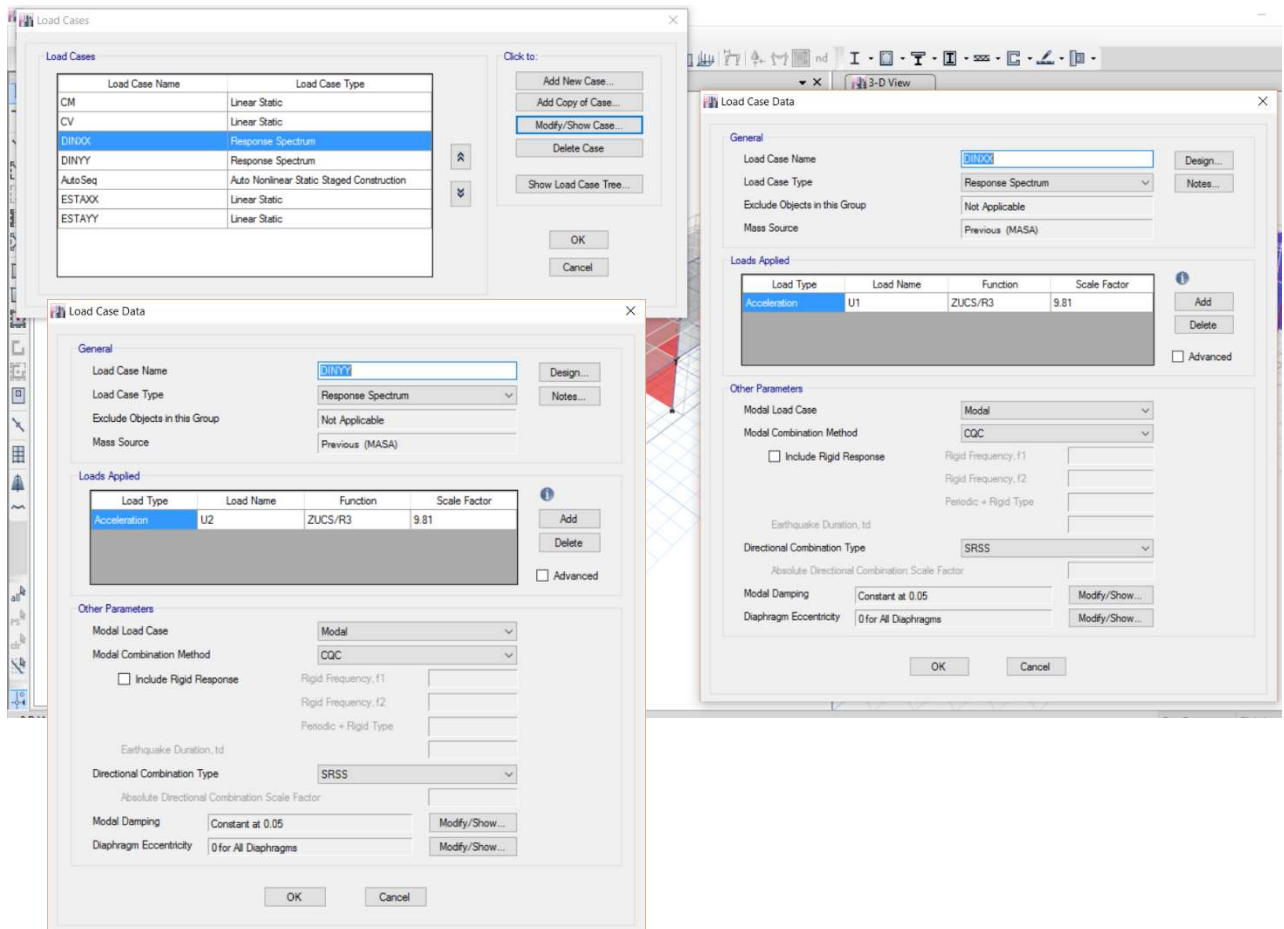 Load Cases
Load Cases
Load Case Name Load Case Type
CM Linear Static
CV Linear Static
DINXX Response Spectrum
DINYY Response Spectrum
AutoSeq Auto Nonlinear Static Staged Construction
ESTAXX Linear Static
ESTAYY Linear Static
Click to:
Add New Case...
Add Copy of Case...
Modify/Show Case...
Delete Case
Show Load Case Tree...
OK
Cancel
nd
3-D View
Load Case Data
General
Load Case Name DINXX Design...
Load Case Type Response Spectrum Notes...
Exclude Objects in this Group Not Applicable
Mass Source Previous (MASA)
Loads Applied
Load Type Load Name Function Scale Factor
Acceleration U1 ZUCS/R3 9.81
Add
Delete
Advanced
Other Parameters
Modal Load Case Modal
Modal Combination Method CQC
Include Rigid Response Rigid Frequency, f1
Rigid Frequency, f2
Periodic + Rigid Type
Earthquake Duration, td
Directional Combination Type SRSS
Absolute Directional Combination Scale Factor
Modal Damping Constant at 0.05 Modify/Show...
Diaphragm Eccentricity 0 for All Diaphragms Modify/Show...
OK Cancel
Load Case Data
General
Load Case Name DINYY Design...
Load Case Type Response Spectrum Notes...
Exclude Objects in this Group Not Applicable
Mass Source Previous (MASA)
Loads Applied
Load Type Load Name Function Scale Factor
Acceleration U2 ZUCS/R3 9.81
Add
Delete
Advanced
Other Parameters
Modal Load Case Modal
Modal Combination Method CQC
Include Rigid Response Rigid Frequency, f1
Rigid Frequency, f2
Periodic + Rigid Type
Earthquake Duration, td
Directional Combination Type SRSS
Absolute Directional Combination Scale Factor
Modal Damping Constant at 0.05 Modify/Show...
Diaphragm Eccentricity 0 for All Diaphragms Modify/Show...
OK Cancel
all
ps
clr